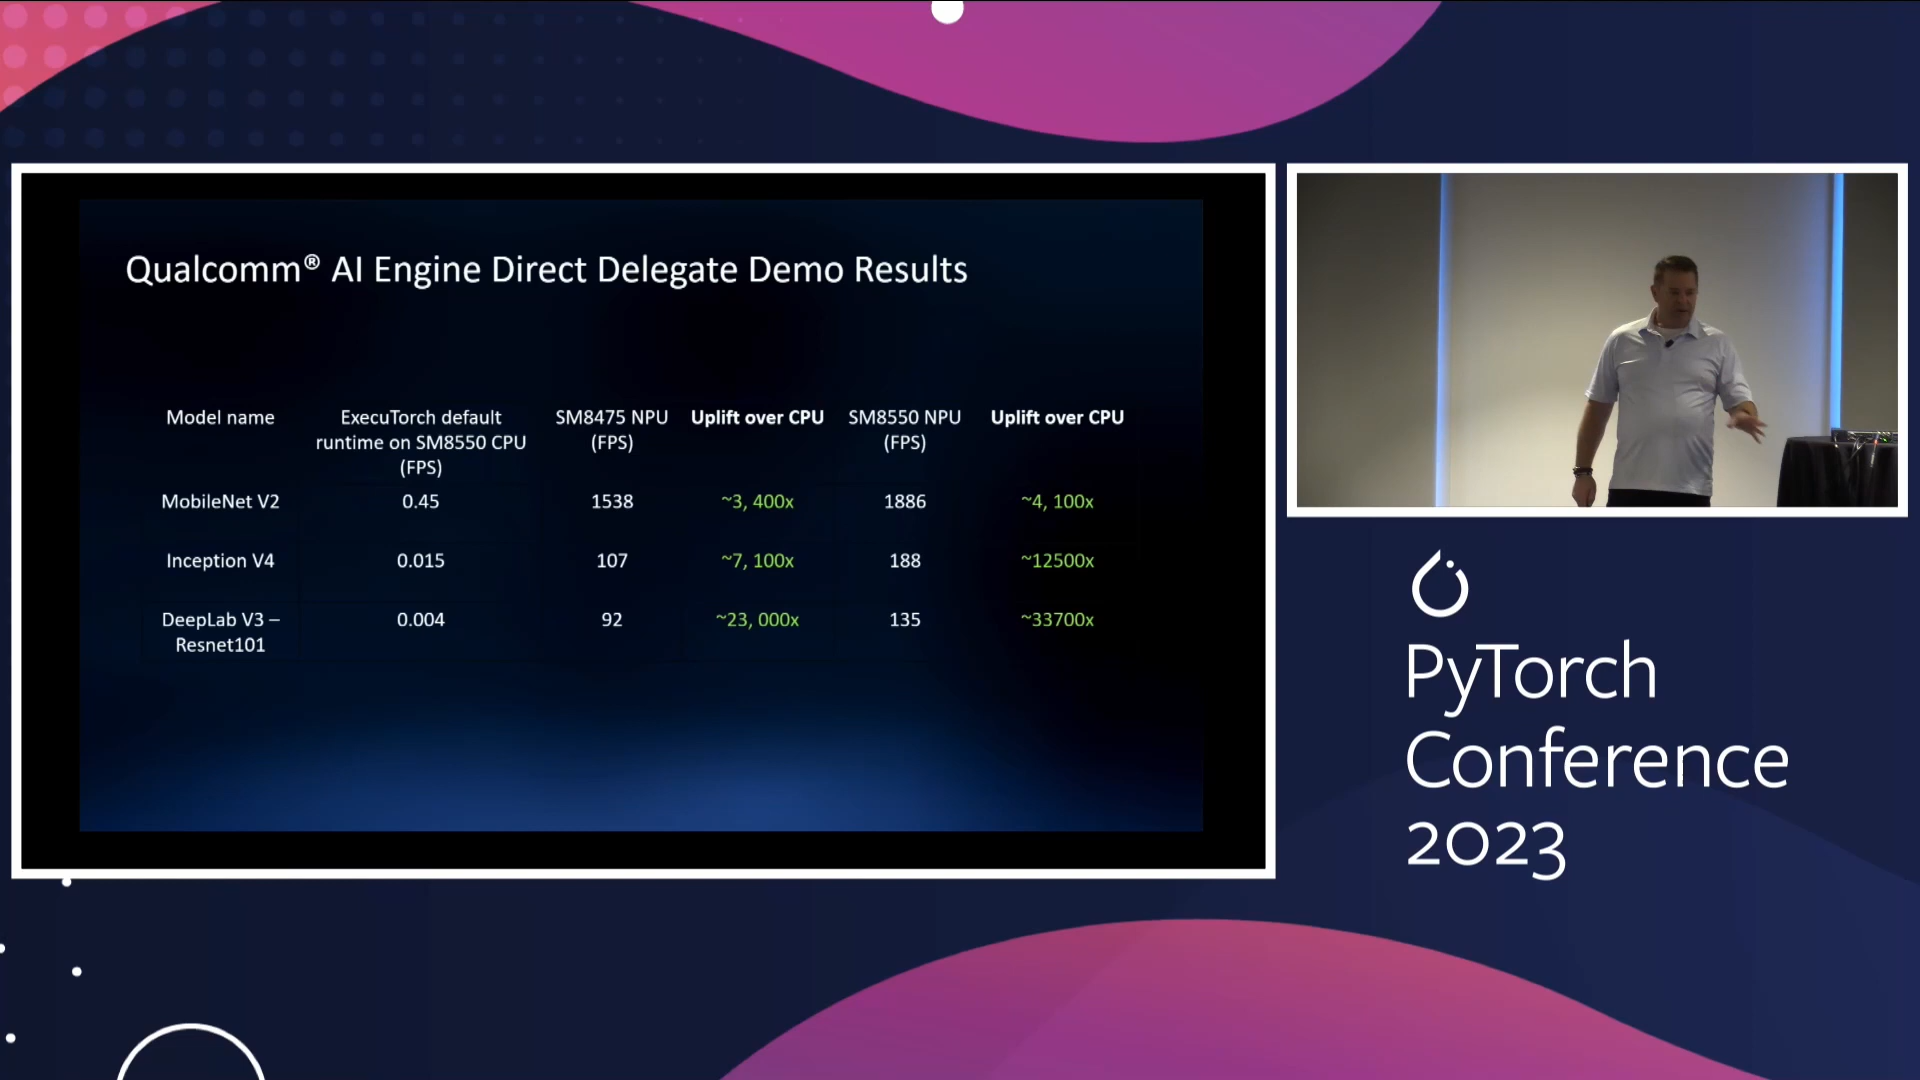 Qualcomm® AI Engine Direct Delegate Demo Results
Model name
ExecuTorch default
runtime on SM8550 CPU
(FPS)
SM8475 NPU
(FPS)
Uplift over CPU
SM8550 NPU
(FPS)
Uplift over CPU
MobileNet V2
0.45
1538
~3, 400x
1886
~4, 100x
Inception V4
0.015
107
~7, 100x
188
~12500x
DeepLab V3 –
Resnet101
0.004
92
~23, 000x
135
~33700x
PyTorch
Conference
2023